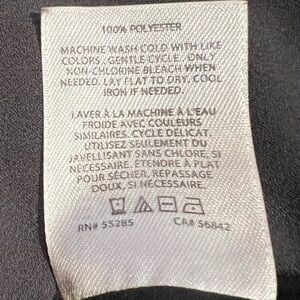 100% POLYESTER
MACHINE WASH COLD WITH LIKE
COLORS . GENTLE CYCLE . ONLY
NON-CHLORINE BLEACH WHEN
NEEDED. LAY FLAT TO DRY. COOL
IRON IF NEEDED.
LAVER À LA MACHINE À L'EAU
FROIDE AVEC COULEURS
SIMILAIRES. CYCLE DÉLICAT.
UTILISEZ SEULEMENT DU
JAVELLISANT SANS CHLORE, SI
NÉCESSAIRE. ÉTENDRE À PLAT
POUR SÉCHER. REPASSAGE
DOUX, SI NÉCESSAIRE.
RN# 55285 CA# 56842